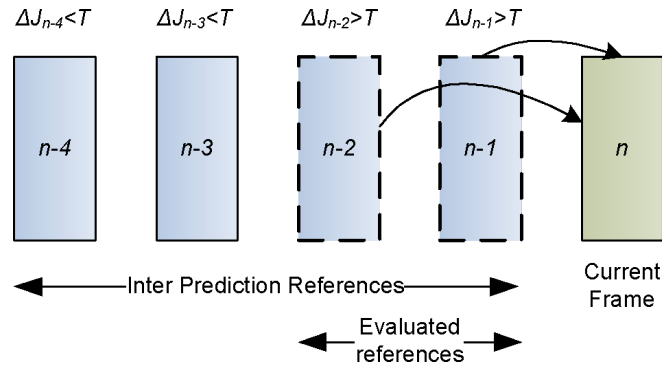 ΔJn-4<T ΔJn-3<T ΔJn-2>T ΔJn-1>T
n-4 n-3 n-2 n-1 n
Inter Prediction References
Current
Frame
Evaluated
references